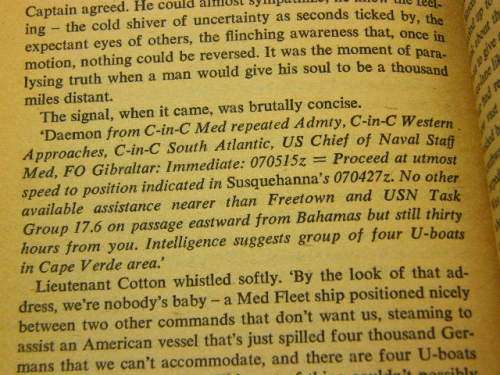 Captain agreed. He could almost sympathize, he knew the feel-
ing – the cold shiver of uncertainty as seconds ticked by, the
expectant eyes of others, the flinching awareness that, once in
motion, nothing could be reversed. It was the moment of para-
lysing truth when a man would give his soul to be a thousand
miles distant.
The signal, when it came, was brutally concise.
'Daemon from C-in-C Med repeated Admty, C-in-C Western
Approaches, C-in-C South Atlantic, US Chief of Naval Staff
Med, FO Gibraltar: Immediate: 070515z = Proceed at utmost
speed to position indicated in Susquehanna's 070427z. No other
available assistance nearer than Freetown and USN Task
Group 17.6 on passage eastward from Bahamas but still thirty
hours from you. Intelligence suggests group of four U-boats
in Cape Verde area.'
Lieutenant Cotton whistled softly. 'By the look of that ad-
dress, we're nobody's baby – a Med Fleet ship positioned nicely
between two other commands that don't want us, steaming to
assist an American vessel that's just spilled four thousand Ger-
mans that we can't accommodate, and there are four U-boats